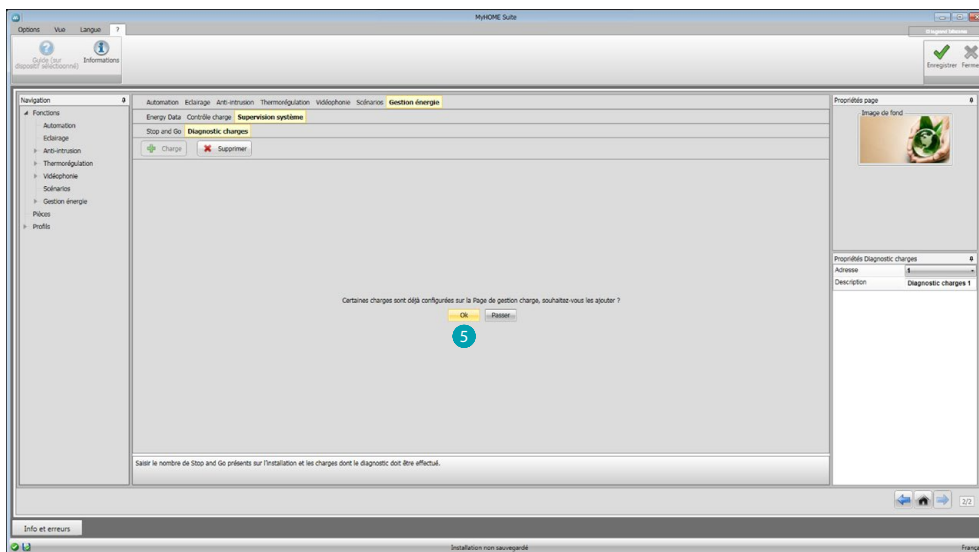 MyHOME Suite
Options Vue Langue ?
Guide (sur dispositif sélectionné)
Informations
Enregistrer Ferme
Navigation
Fonctions
Automation
Eclairage
Anti-intrusion
Thermorégulation
Vidéophonie
Scénarios
Gestion énergie
Pièces
Profils
Automation Eclairage Anti-intrusion Thermorégulation Vidéophonie Scénarios Gestion énergie
Energy Data Contrôle charge Supervision système
Stop and Go Diagnostic charges
Charge Supprimer
Certaines charges sont déjà configurées sur la Page de gestion charge, souhaitez-vous les ajouter ?
Ok Passer
5
Saisir le nombre de Stop and Go présents sur l'installation et les charges dont le diagnostic doit être effectué.
Propriétés page
Image de fond
Propriétés Diagnostic charges
Adresse 1
Description Diagnostic charges 1
2/2
Info et erreurs
Installation non sauvegardé
França